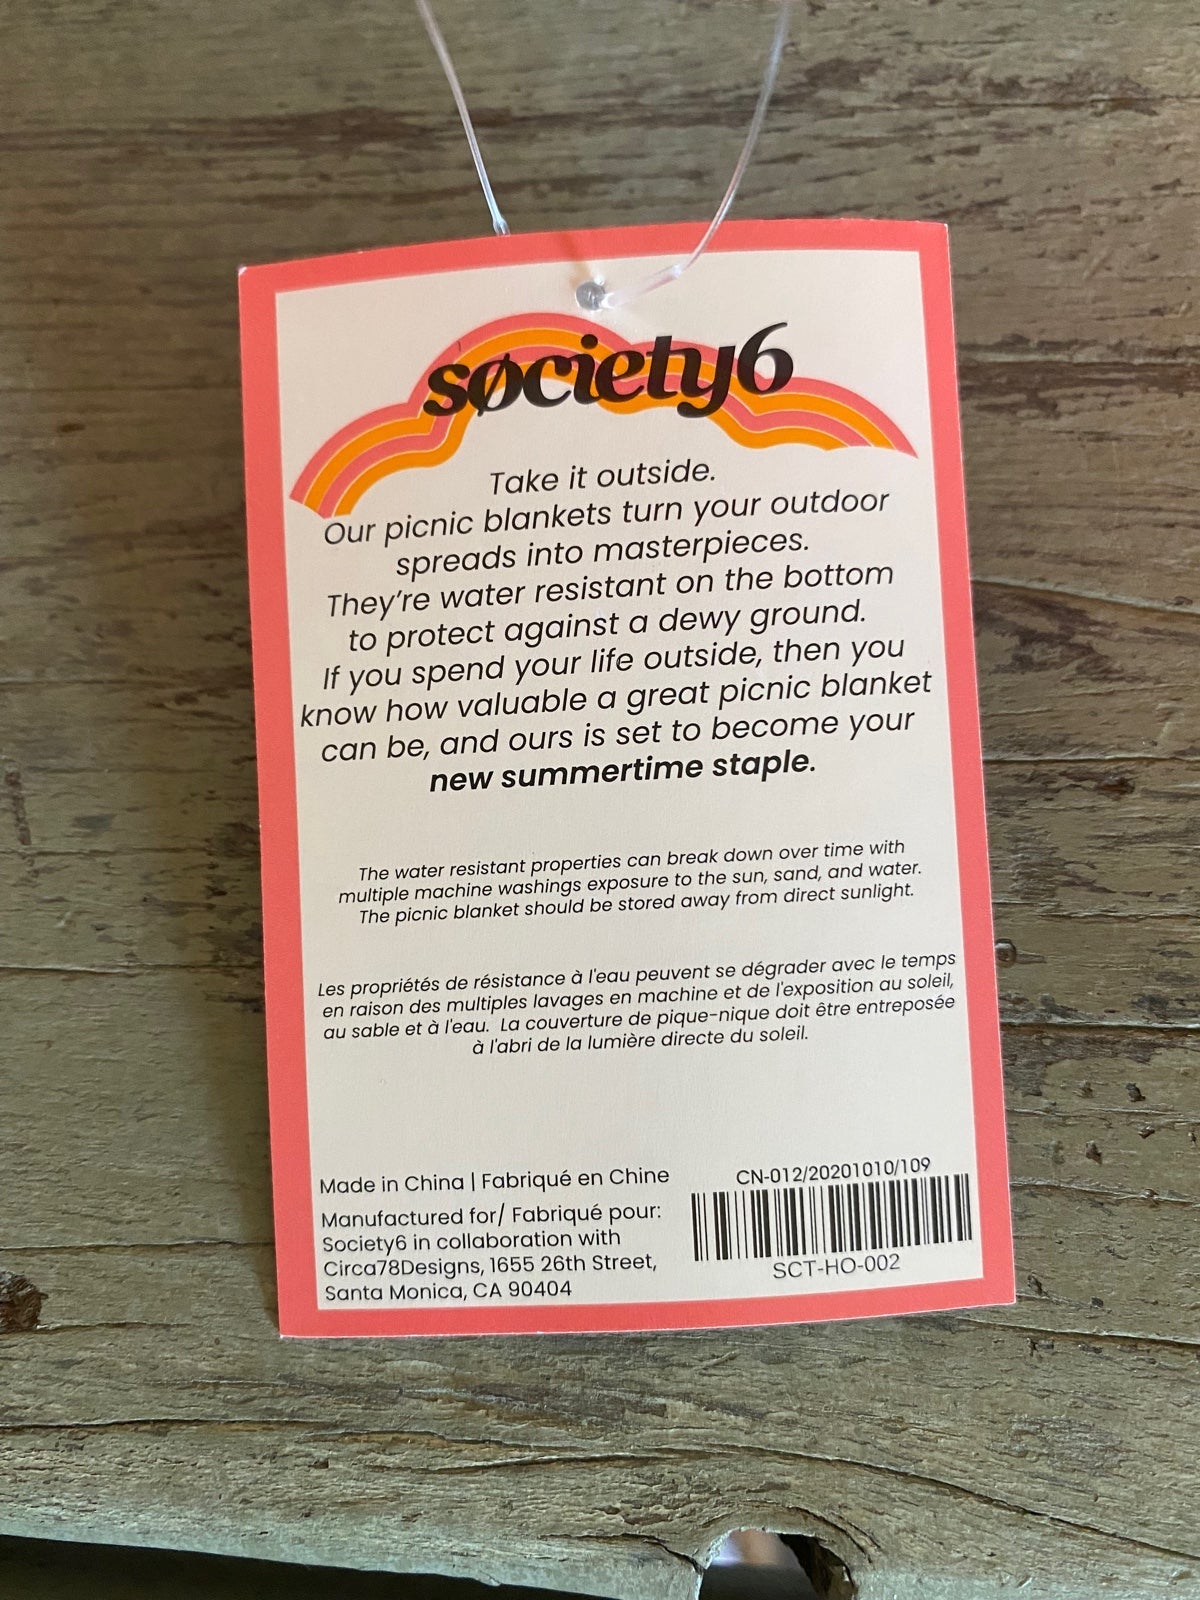 søciety6
Take it outside.
Our picnic blankets turn your outdoor
spreads into masterpieces.
They're water resistant on the bottom
to protect against a dewy ground.
If you spend your life outside, then you
know how valuable a great picnic blanket
can be, and ours is set to become your
new summertime staple.
The water resistant properties can break down over time with
multiple machine washings exposure to the sun, sand, and water.
The picnic blanket should be stored away from direct sunlight.
Les propriétés de résistance à l'eau peuvent se dégrader avec le temps
en raison des multiples lavages en machine et de l'exposition au soleil,
au sable et à l'eau. La couverture de pique-nique doit être entreposée
à l'abri de la lumière directe du soleil.
Made in China | Fabriqué en Chine
Manufactured for/ Fabriqué pour:
Society6 in collaboration with
Circa78Designs, 1655 26th Street,
Santa Monica, CA 90404
CN-012/20201010/109
SCT-HO-002